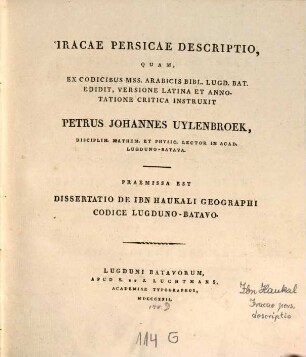 IRACAE PERSICAE DESCRIPTIO,
QUAM,
EX CODICIBUS MSS. ARABICIS BIBL. LUGD. BAT.
EDIDIT, VERSIONE LATINA ET ANNO-
TATIONE CRITICA INSTRUXIT
PETRUS JOHANNES UYLENBROEK,
DISCIPLIN. MATHEM. ET PHYSIC. LECTOR IN ACAD.
LUGDUNO-BATAVA.
PRAEMISSA EST
DISSERTATIO DE IBN HAUKALI GEOGRAPHI
CODICE LUGDUNO-BATAVO.
LUGDUNI BATAVORUM,
APUD S. ET J. LUCHTMANS,
ACADEMIAE TYPOGRAPHOS,
MDCCCXXII.
Ibn Haukal
Iracae pers.
descriptio
114 G